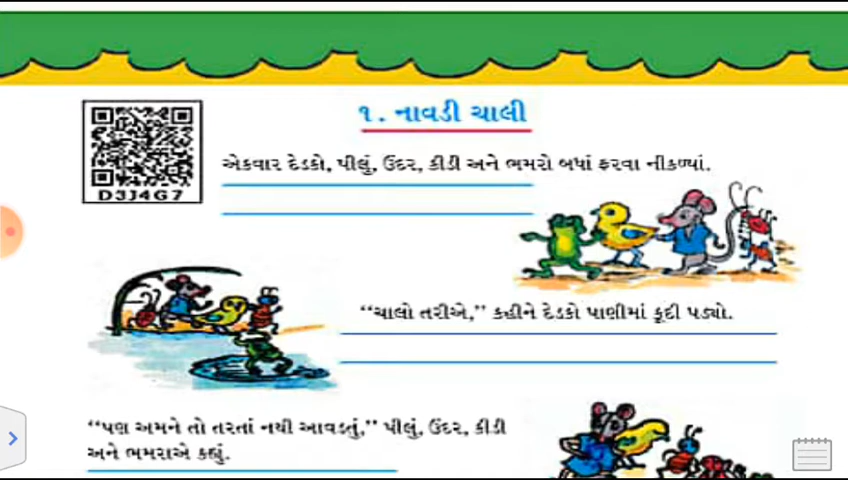 ૧. નાવડી ચાલી
D3J4G7
એકવાર દેડકો, પીલું, ઉંદર, કીડી અને ભમરો બધાં ફરવા નીકળ્યાં.
“ચાલો તરીએ,” કહીને દેડકો પાણીમાં કૂદી પડ્યો.
“પણ અમને તો તરતાં નથી આવડતું,” પીલું, ઉંદર, કીડી
અને ભમરાએ કહ્યું.